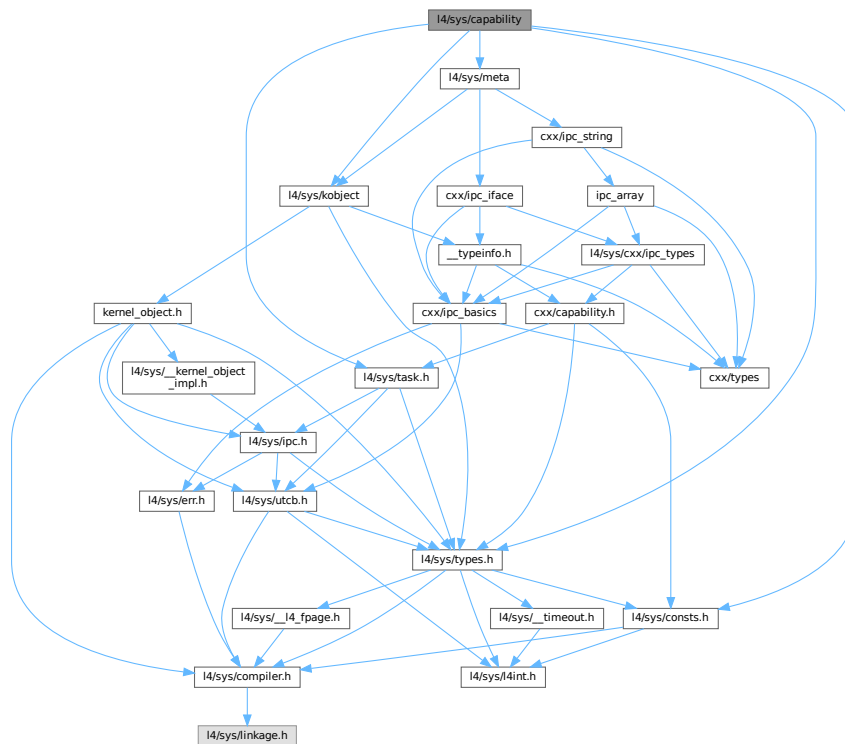 l4/sys/capability
l4/sys/meta
cxx/ipc_string
l4/sys/kobject
cxx/ipc_iface
ipc_array
__typeinfo.h
l4/sys/cxx/ipc_types
kernel_object.h
cxx/ipc_basics
cxx/capability.h
l4/sys/__kernel_object
_impl.h
l4/sys/task.h
cxx/types
l4/sys/ipc.h
l4/sys/err.h
l4/sys/utcb.h
l4/sys/types.h
l4/sys/__l4_fpage.h
l4/sys/__timeout.h
l4/sys/consts.h
l4/sys/compiler.h
l4/sys/l4int.h
l4/sys/linkage.h